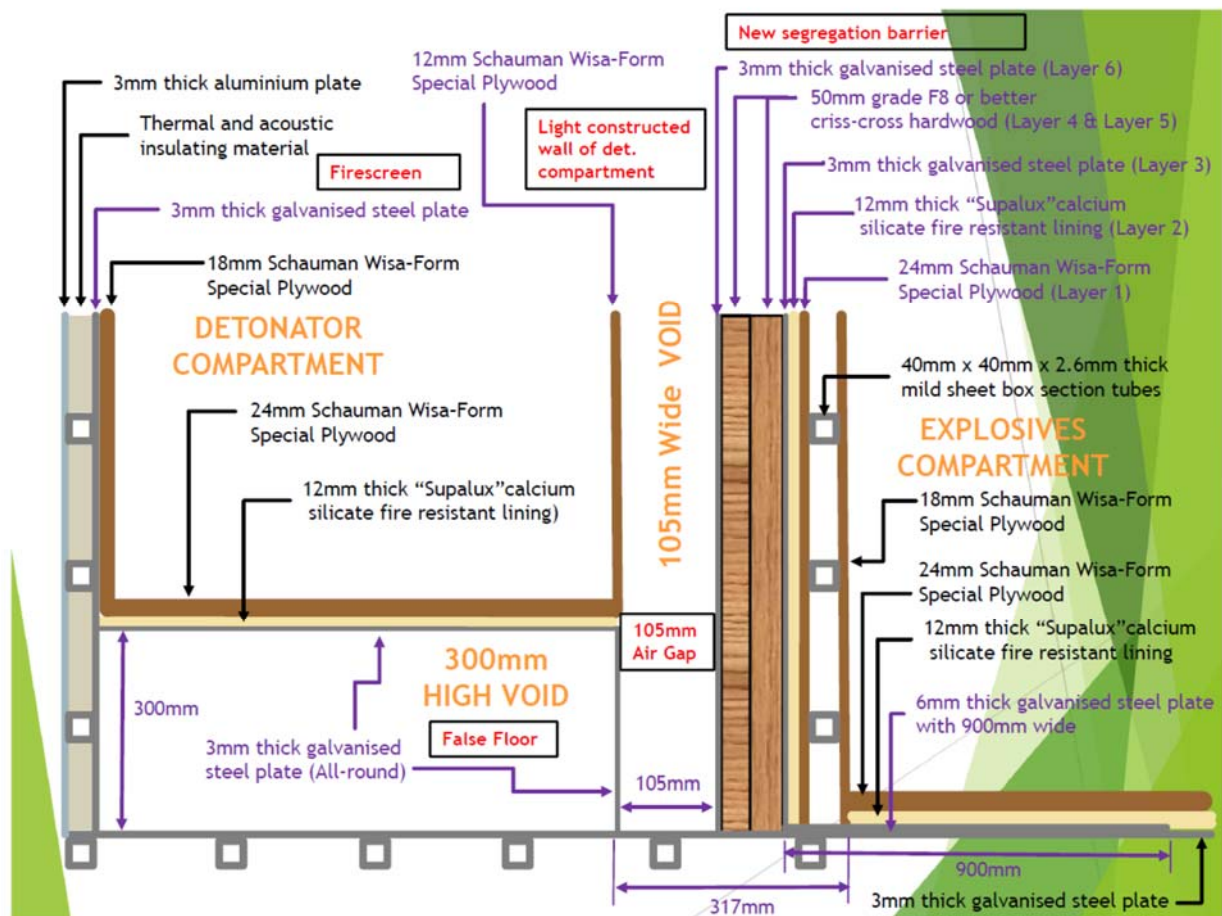 New segregation barrier
12mm Schauman Wisa-Form
Special Plywood
3mm thick galvanised steel plate (Layer 6)
3mm thick aluminium plate
50mm grade F8 or better
criss-cross hardwood (Layer 4 & Layer 5)
Thermal and acoustic
insulating material
Light constructed
wall of det.
compartment
Firescreen
3mm thick galvanised steel plate (Layer 3)
3mm thick galvanised steel plate
12mm thick “Supalux”calcium
silicate fire resistant lining (Layer 2)
18mm Schauman Wisa-Form
Special Plywood
24mm Schauman Wisa-Form
Special Plywood (Layer 1)
DETONATOR
COMPARTMENT
105mm Wide VOID
40mm x 40mm x 2.6mm thick
mild sheet box section tubes
24mm Schauman Wisa-Form
Special Plywood
EXPLOSIVES
COMPARTMENT
12mm thick “Supalux”calcium
silicate fire resistant lining)
18mm Schauman Wisa-Form
Special Plywood
24mm Schauman Wisa-Form
Special Plywood
105mm
Air Gap
12mm thick “Supalux”calcium
silicate fire resistant lining
300mm
HIGH VOID
300mm
6mm thick galvanised steel plate
with 900mm wide
False Floor
3mm thick galvanised
steel plate (All-round)
105mm
900mm
3mm thick galvanised steel plate
317mm